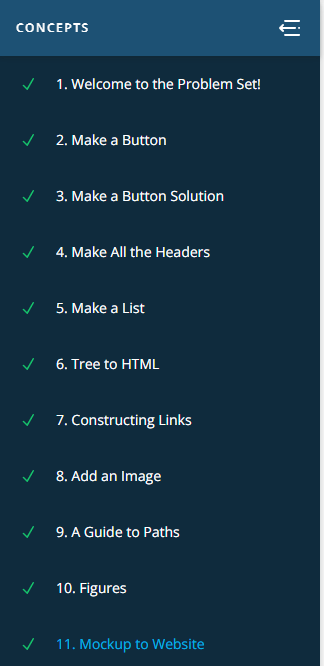 CONCEPTS
1. Welcome to the Problem Set!
2. Make a Button
3. Make a Button Solution
4. Make All the Headers
5. Make a List
6. Tree to HTML
7. Constructing Links
8. Add an Image
9. A Guide to Paths
10. Figures
11. Mockup to Website